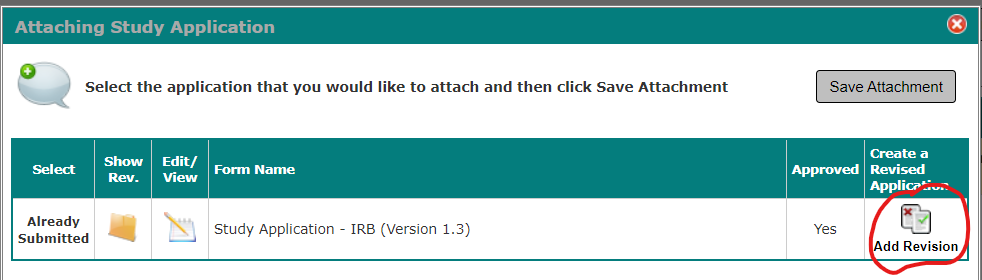 Attaching Study Application
Select the application that you would like to attach and then click Save Attachment
Save Attachment
Select
Show
Rev.
Edit/
View
Form Name
Approved
Create a
Revised
Application
Already
Submitted
Study Application - IRB (Version 1.3)
Yes
Add Revision